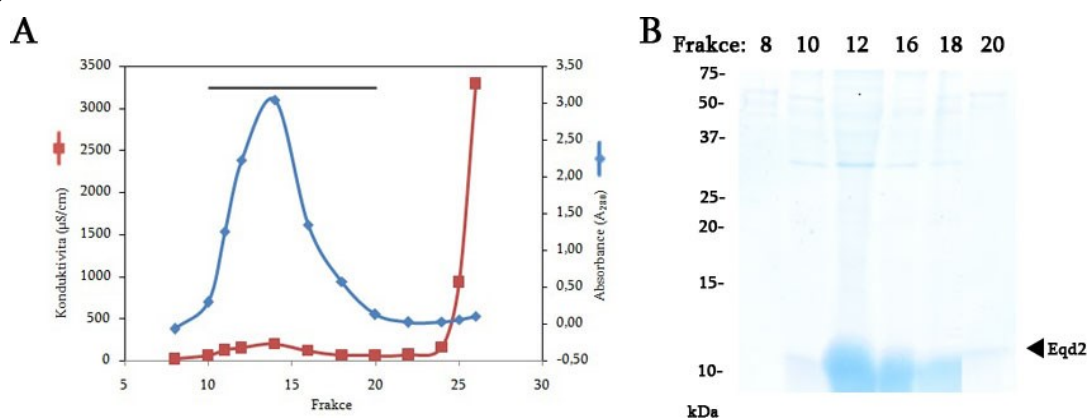 A
3500
3000
2500
2000
1500
1000
500
0
Konduktivita (µS/cm)
3,50
3,00
2,50
2,00
1,50
1,00
0,50
0,00
-0,50
Absorbance (A₂₈₀)
5 10 15 20 25 30
Frakce
B
Frakce: 8 10 12 16 18 20
75-
50-
37-
25-
20-
15-
10-
kDa
Eqd2